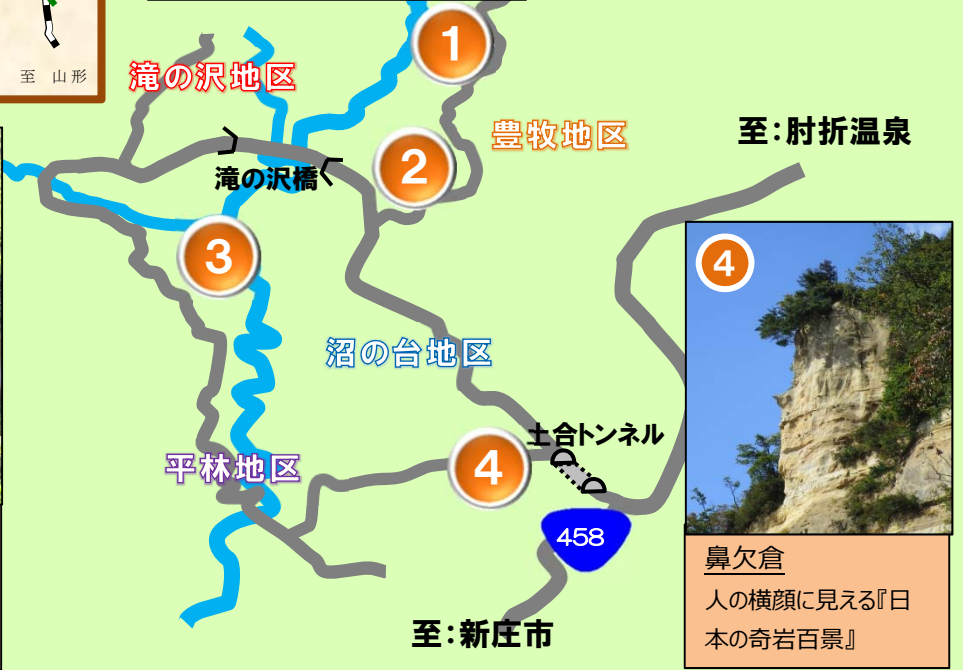 至 山形
滝の沢地区
1
豊牧地区
至:肘折温泉
2
滝の沢橋
3
4
沼の台地区
土合トンネル
平林地区
4
458
鼻欠倉
人の横顔に見える『日
本の奇岩百景』
至:新庄市